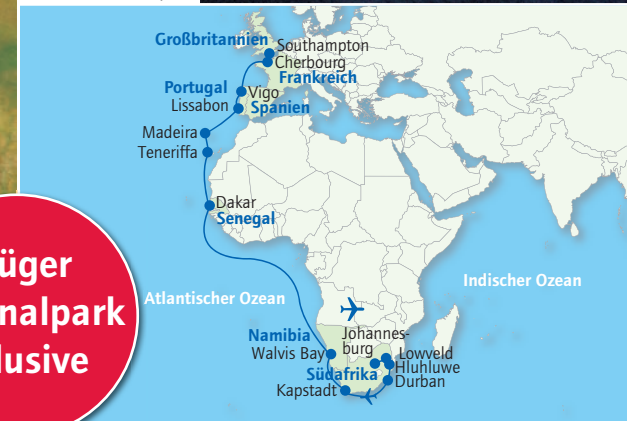 Großbritannien
Southampton
Cherbourg
Frankreich
Portugal
Vigo
Lissabon
Spanien
Madeira
Teneriffa
Dakar
Senegal
Atlantischer Ozean
Indischer Ozean
Namibia
Walvis Bay
Johannes-
burg
Südafrika
Lowveld
Hluhluwe
Durban
Kapstadt
üger
nalpark
lusive